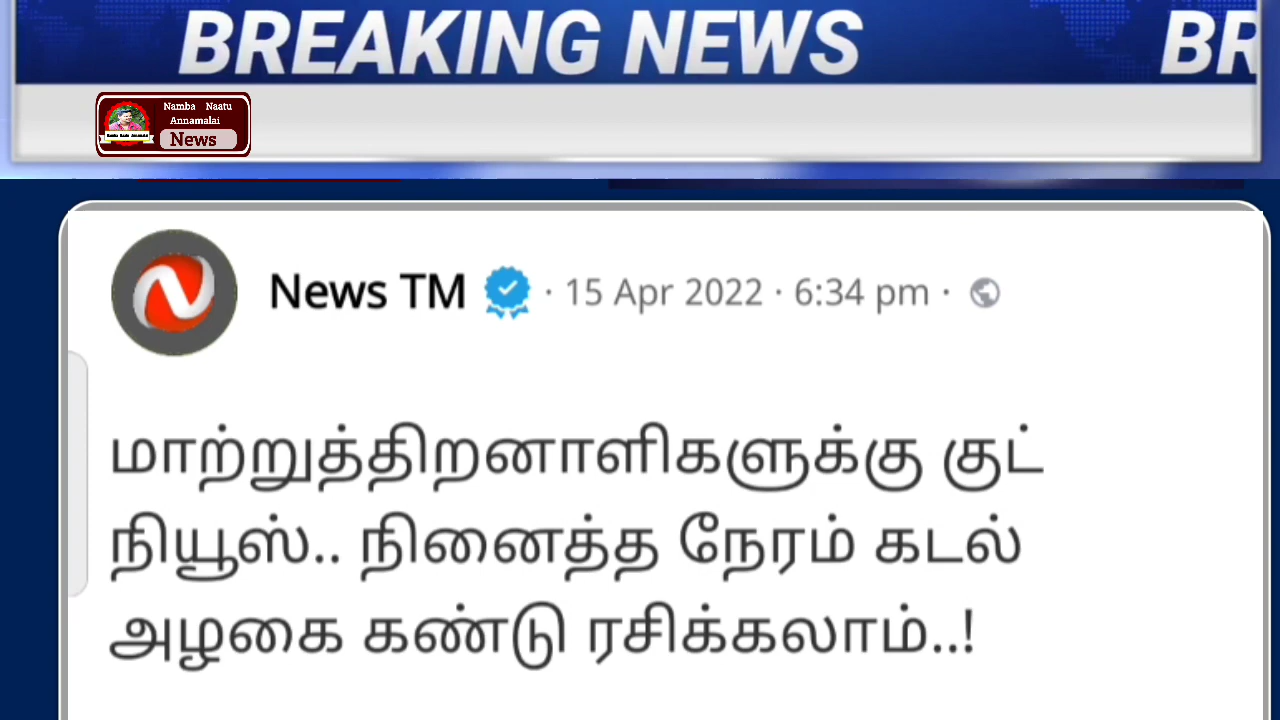 BREAKING NEWS
BR
Namba Naatu
Annamalai
News
News TM · 15 Apr 2022 · 6:34 pm ·
மாற்றுத்திறனாளிகளுக்கு குட்
நியூஸ்.. நினைத்த நேரம் கடல்
அழகை கண்டு ரசிக்கலாம்..!